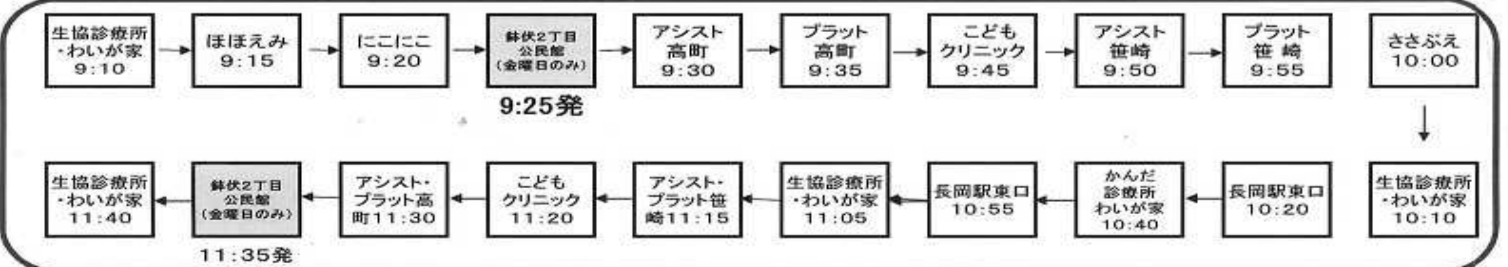 生協診療所
・わいが家
9:10
ほほえみ
9:15
にこにこ
9:20
鉢伏2丁目
公民館
(金曜日のみ)
9:25発
アシスト
高町
9:30
プラット
高町
9:35
こども
クリニック
9:45
アシスト
笹崎
9:50
プラット
笹 崎
9:55
ささぶえ
10:00
生協診療所
・わいが家
10:10
長岡駅東口
10:20
かんだ
診療所
わいが家
10:40
長岡駅東口
10:55
生協診療所
・わいが家
11:05
アシスト・
プラット笹
崎11:15
こども
クリニック
11:20
アシスト・
プラット高
町11:30
鉢伏2丁目
公民館
(金曜日のみ)
11:35発
生協診療所
・わいが家
11:40